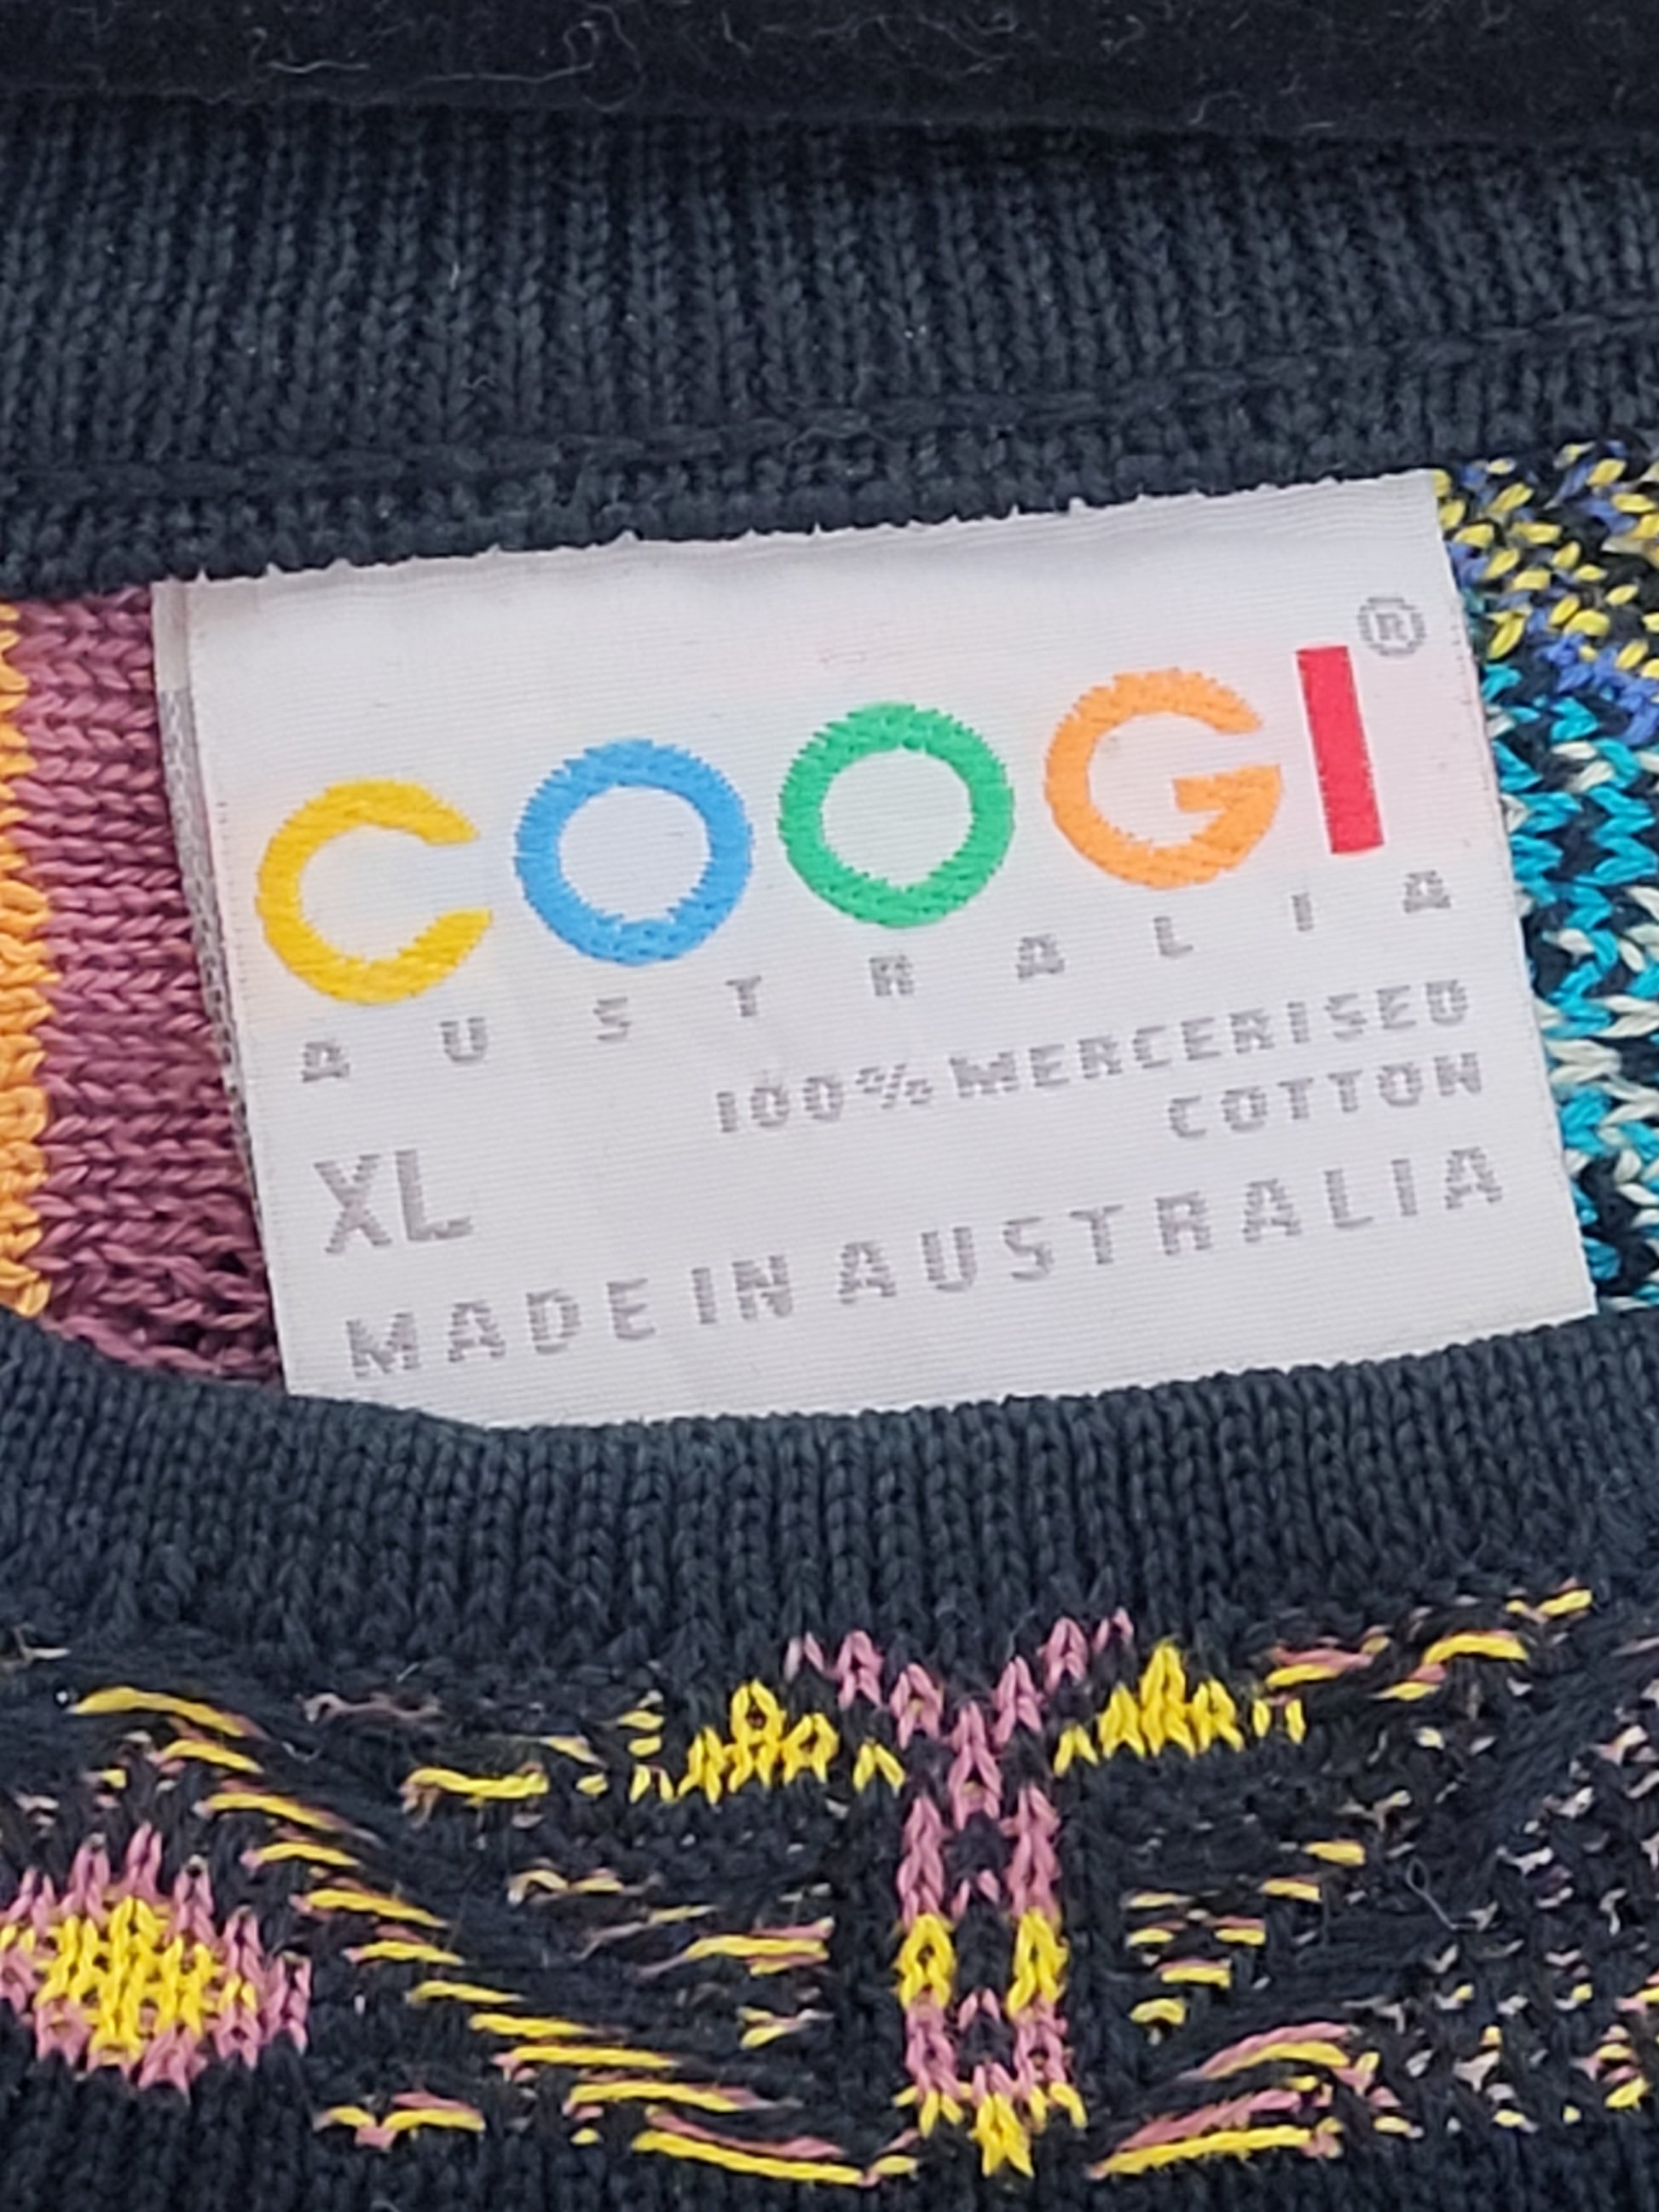 COOGI®
AUSTRALIA
100% MERCERISED
COTTON
XL
MADE IN AUSTRALIA